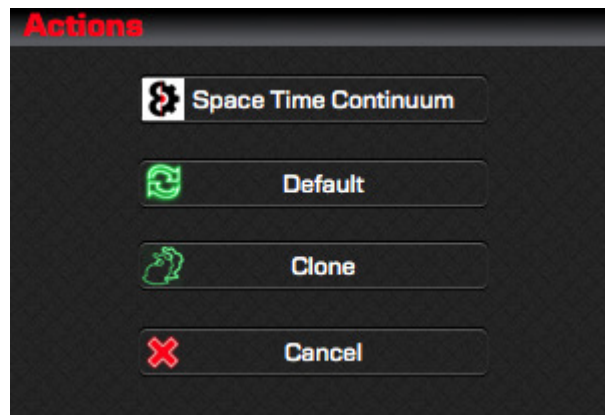 Actions
Space Time Continuum
Default
Clone
Cancel